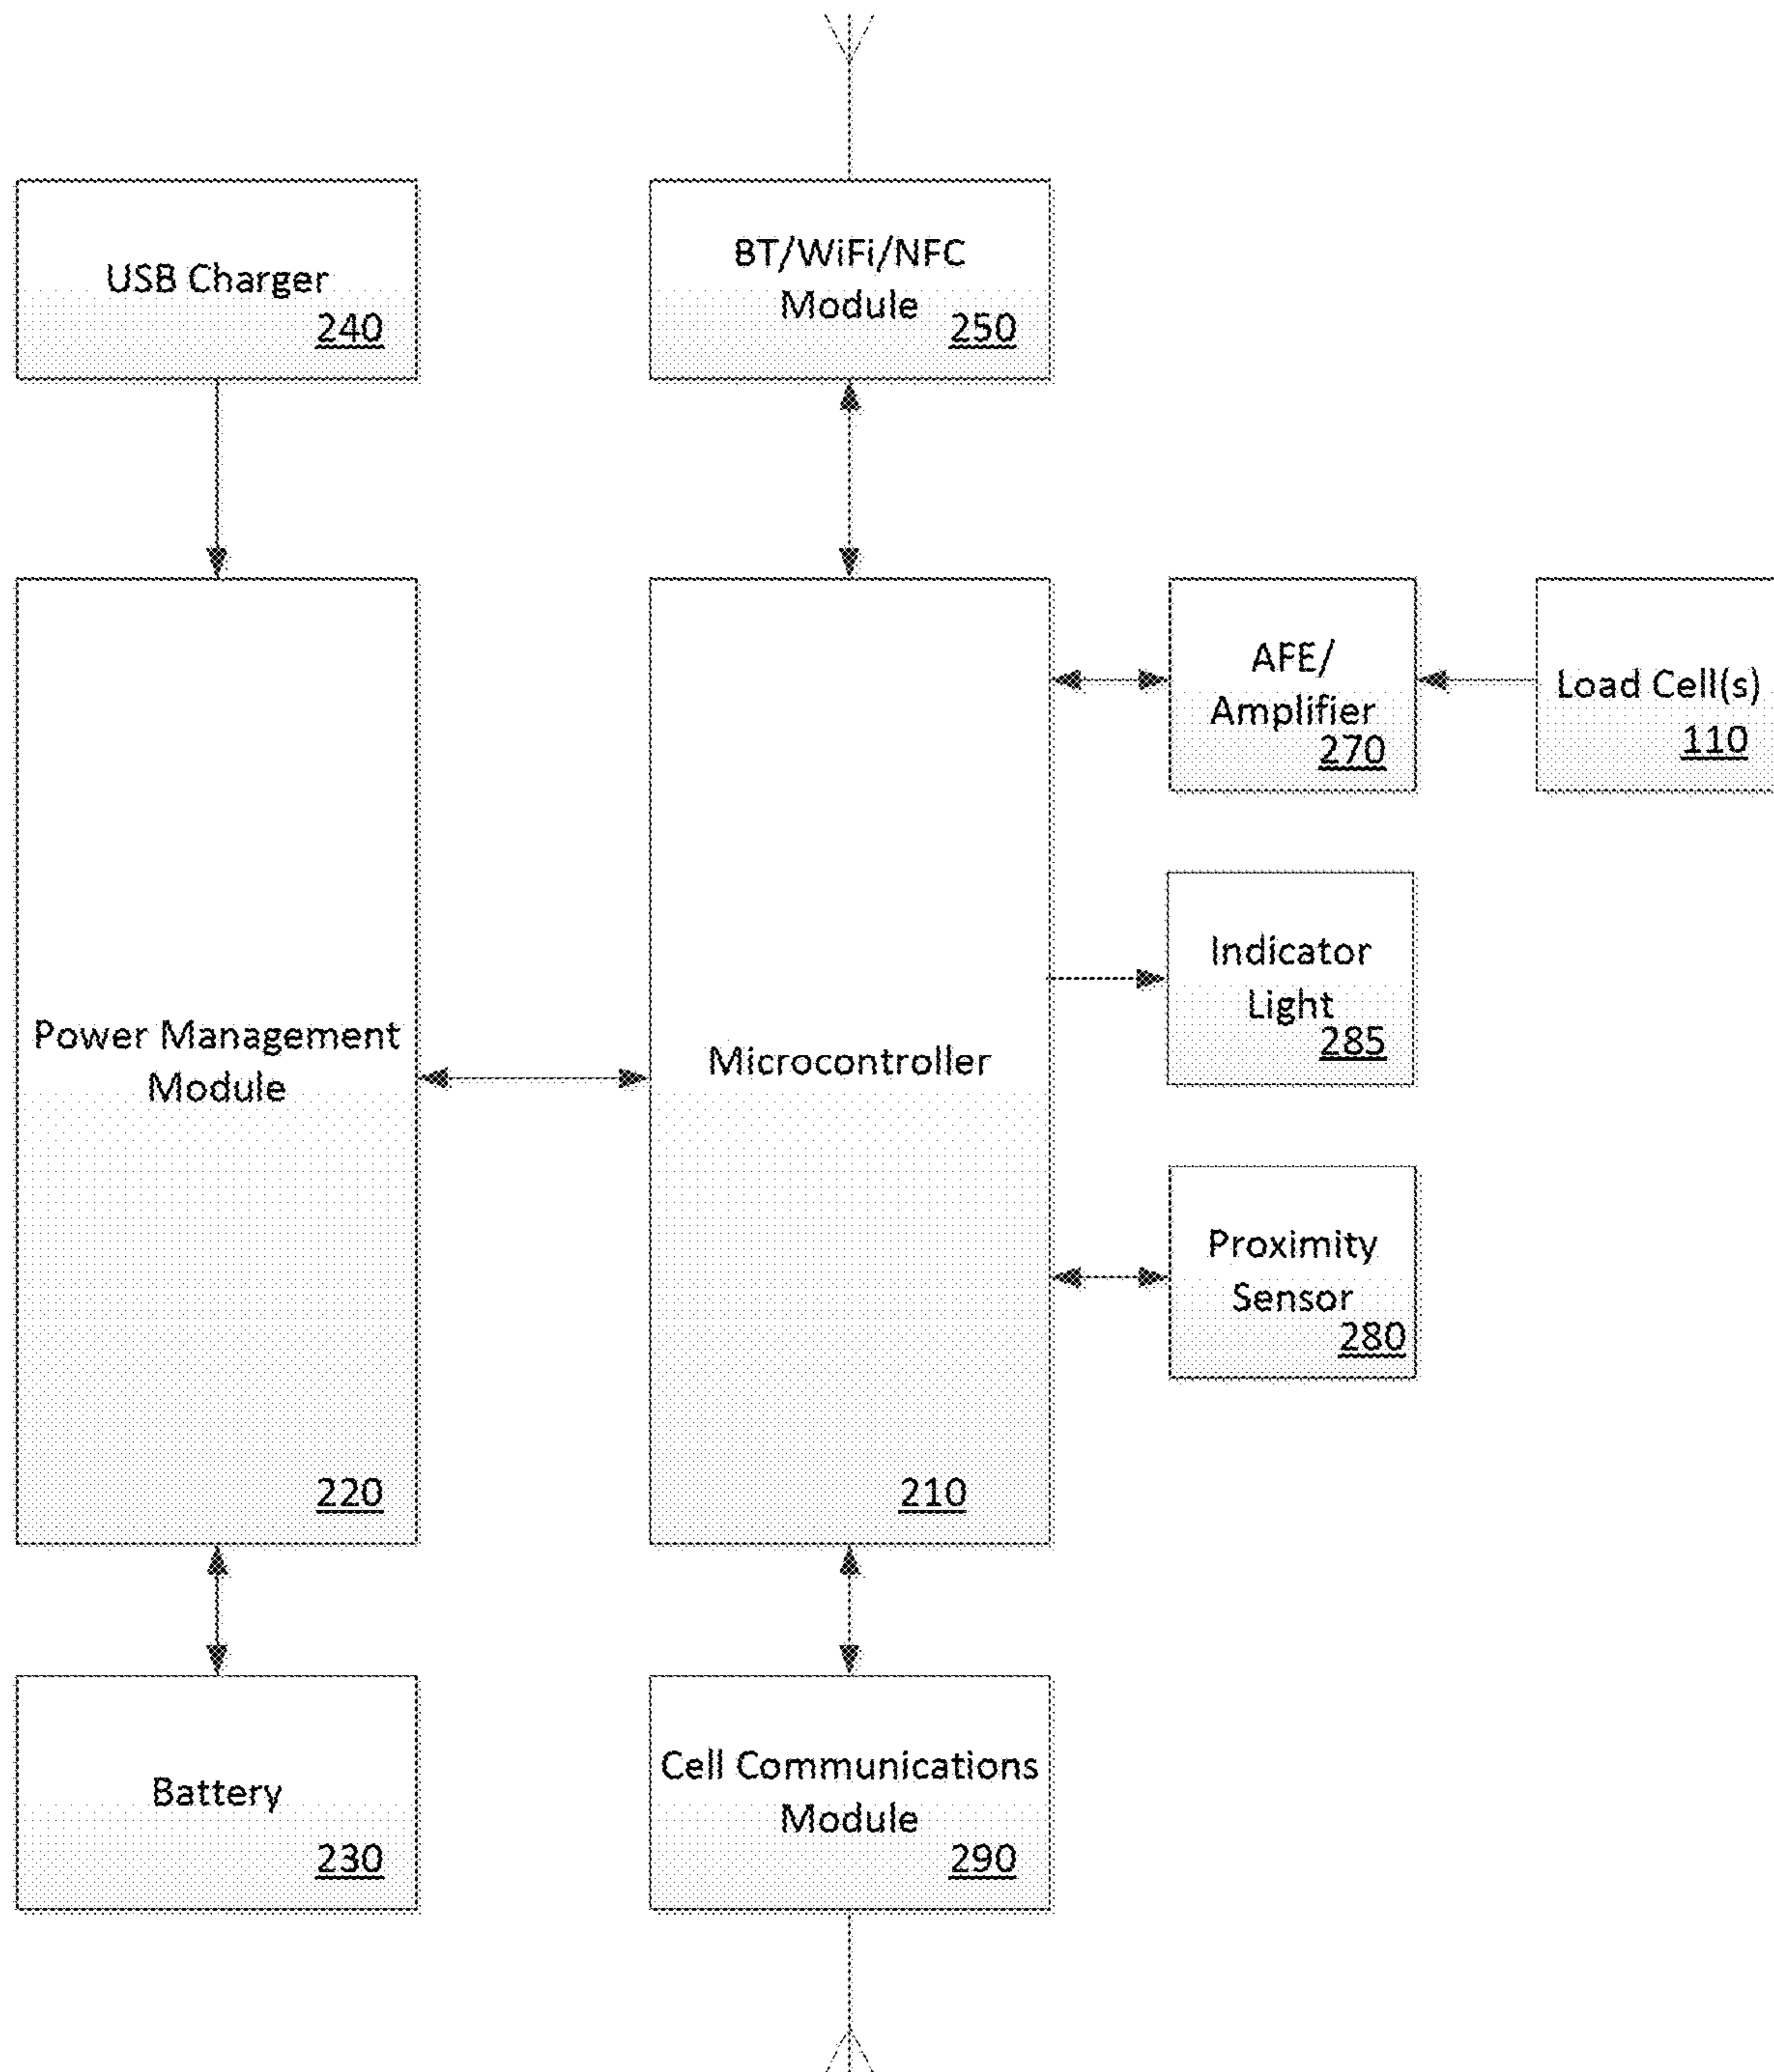 USB Charger
240
BT/WiFi/NFC
Module
250
Power Management
Module
220
Microcontroller
210
AFE/
Amplifier
270
Load Cell(s)
110
Indicator
Light
285
Proximity
Sensor
280
Battery
230
Cell Communications
Module
290